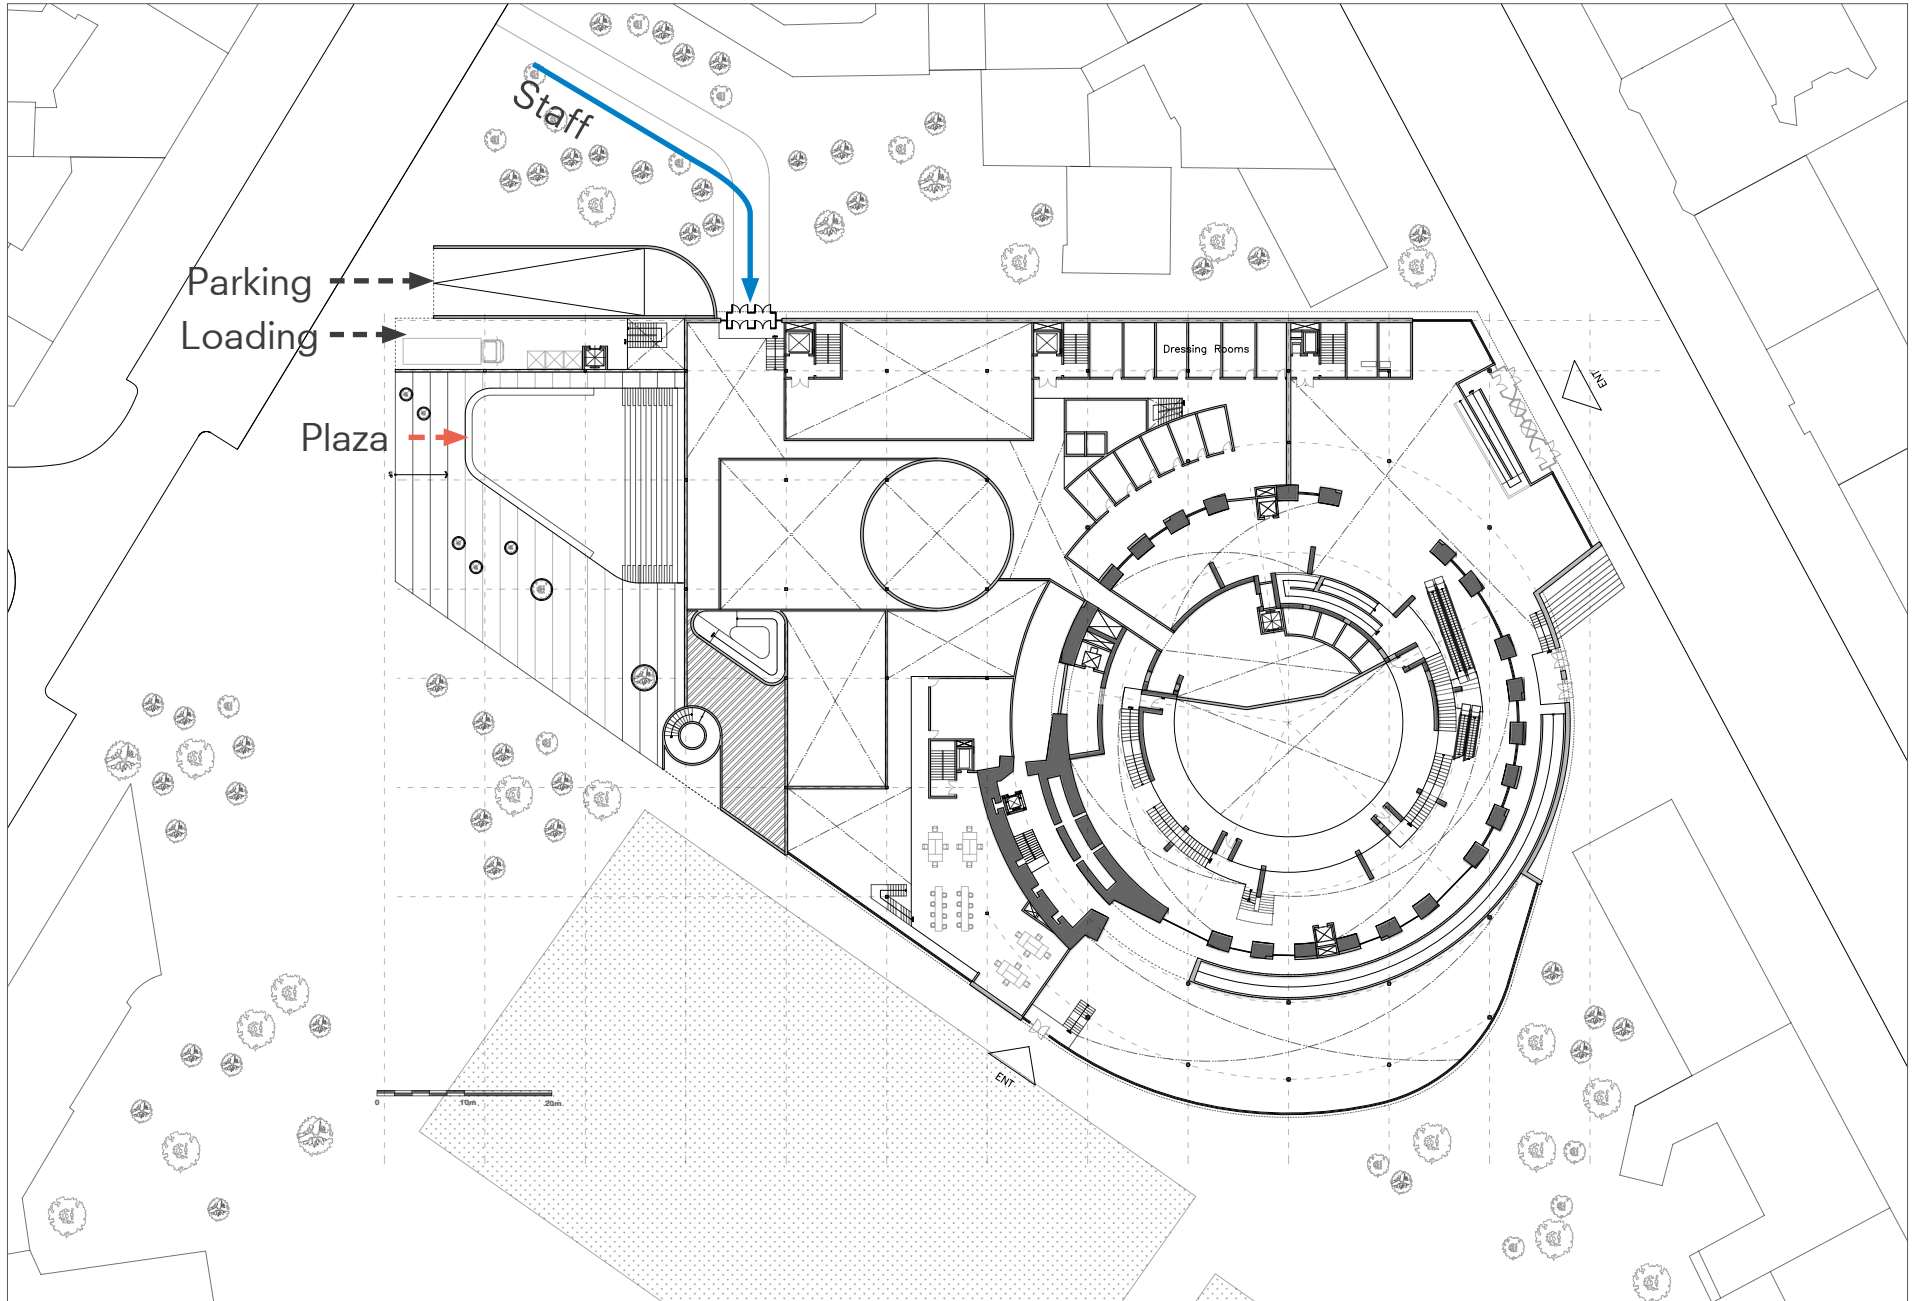 Staff
Parking
Loading
Dressing Rooms
ENT
Plaza
ENT
0 10m 20m